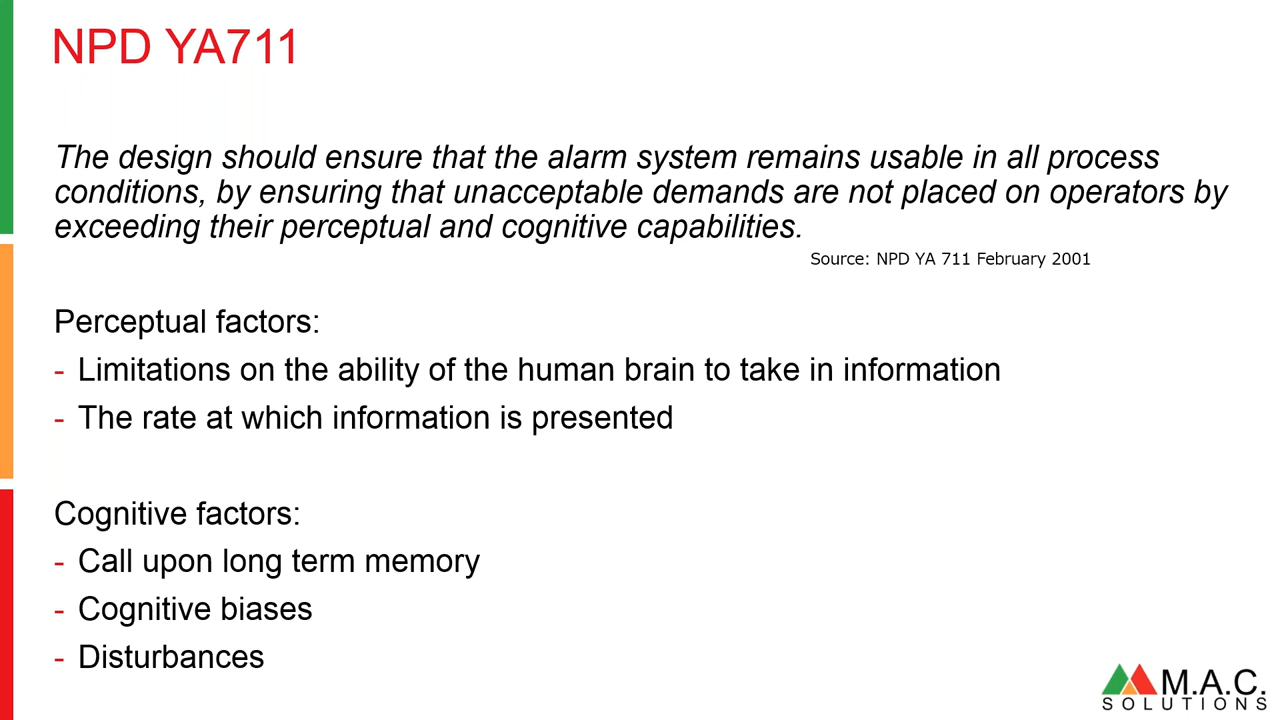 NPD YA711
The design should ensure that the alarm system remains usable in all process
conditions, by ensuring that unacceptable demands are not placed on operators by
exceeding their perceptual and cognitive capabilities.
Source: NPD YA 711 February 2001
Perceptual factors:
- Limitations on the ability of the human brain to take in information
- The rate at which information is presented
Cognitive factors:
- Call upon long term memory
- Cognitive biases
- Disturbances
M.A.C.
SOLUTIONS